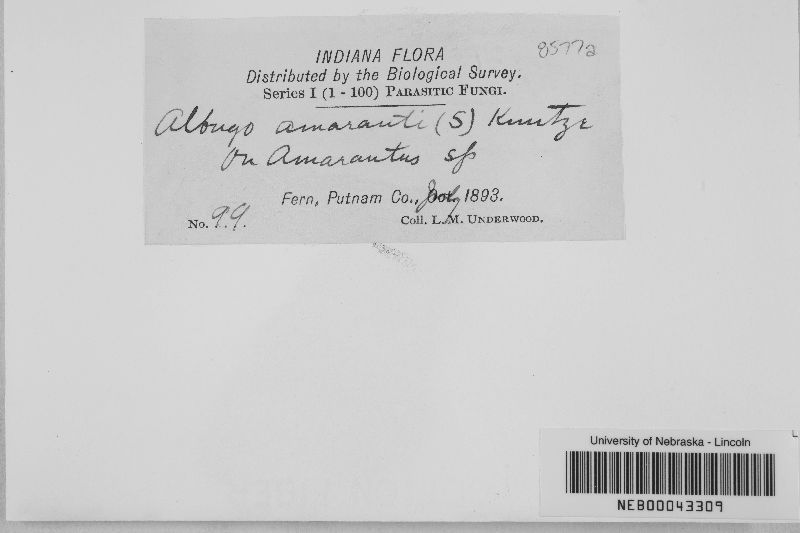 INDIANA FLORA
85772
Distributed by the Biological Survey.
Series I (1 - 100) PARASITIC FUNGI.
Albugo amaranti (S) Kuntze
On Amarantus sp
Fern, Putnam Co., July 1893.
No. 99. Coll. L. M. UNDERWOOD.
University of Nebraska - Lincoln
NEB00043309